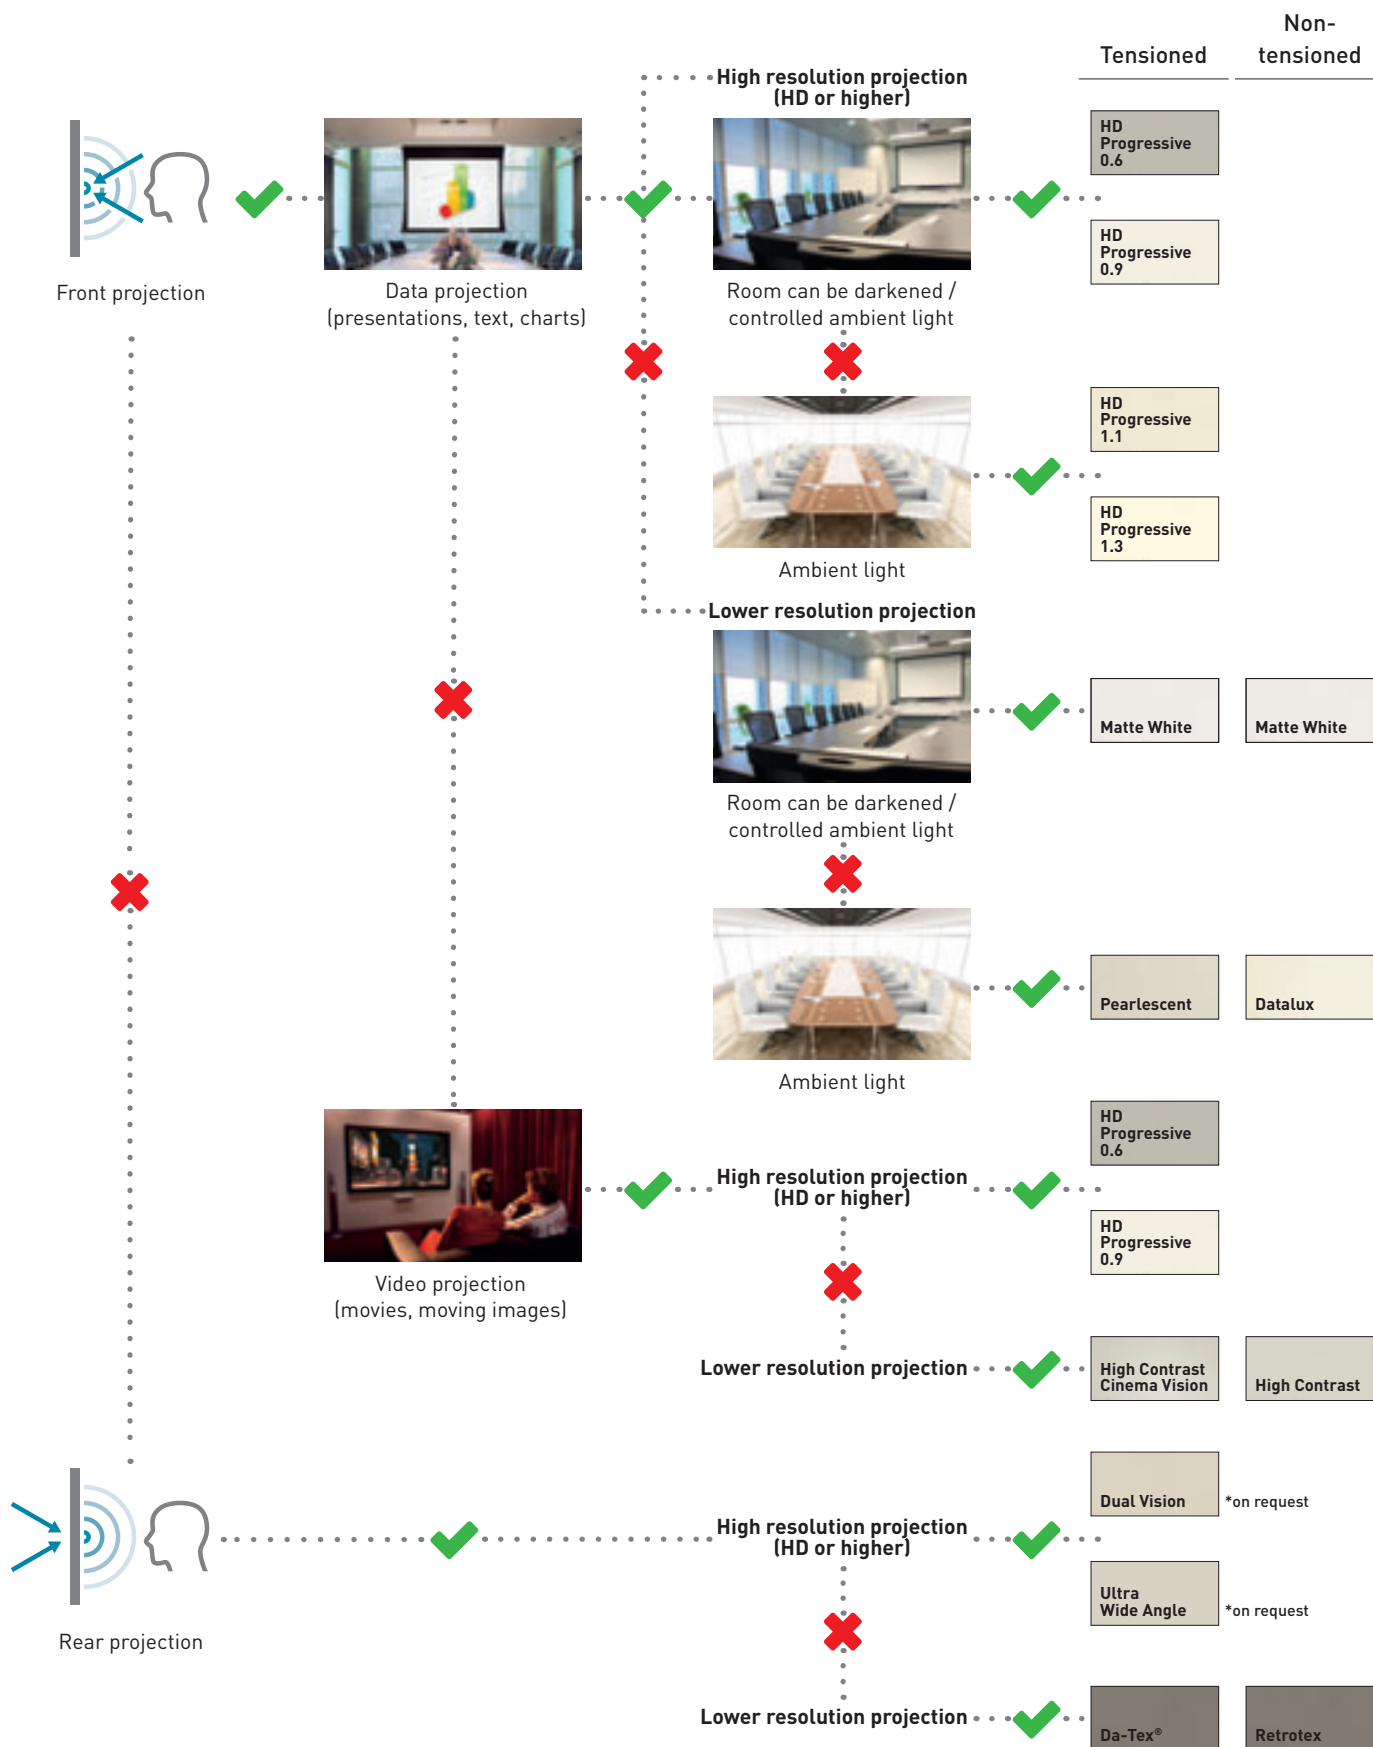 Non-
Tensioned
tensioned
High resolution projection
(HD or higher)
HD
Progressive
0.6
HD
Progressive
0.9
Front projection
Data projection
(presentations, text, charts)
Room can be darkened /
controlled ambient light
HD
Progressive
1.1
HD
Progressive
1.3
Ambient light
Lower resolution projection
Matte White
Matte White
Room can be darkened /
controlled ambient light
Pearlescent
Datalux
Ambient light
HD
Progressive
0.6
High resolution projection
(HD or higher)
HD
Progressive
0.9
Video projection
(movies, moving images)
Lower resolution projection
High Contrast
Cinema Vision
High Contrast
Dual Vision
*on request
High resolution projection
(HD or higher)
Ultra
Wide Angle
*on request
Rear projection
Lower resolution projection
Da-Tex®
Retrotex